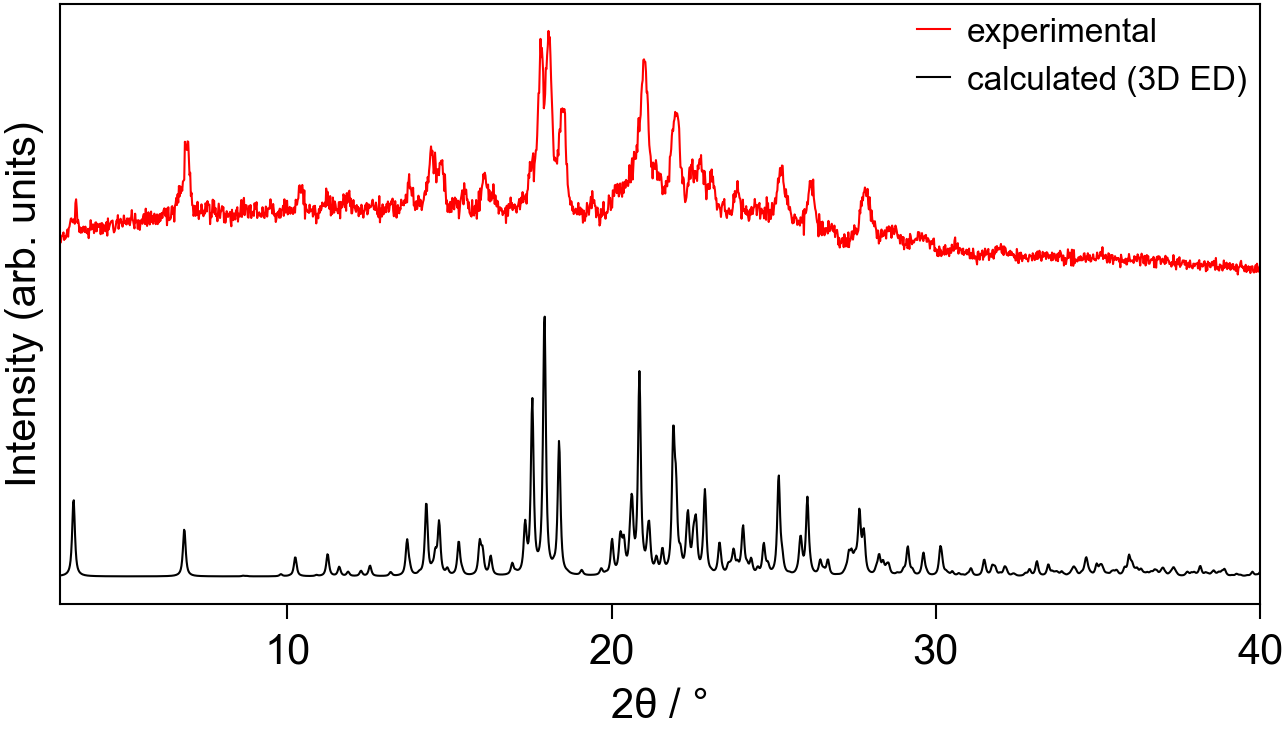 experimental
calculated (3D ED)
Intensity (arb. units)
10 20 30 40
2θ / °